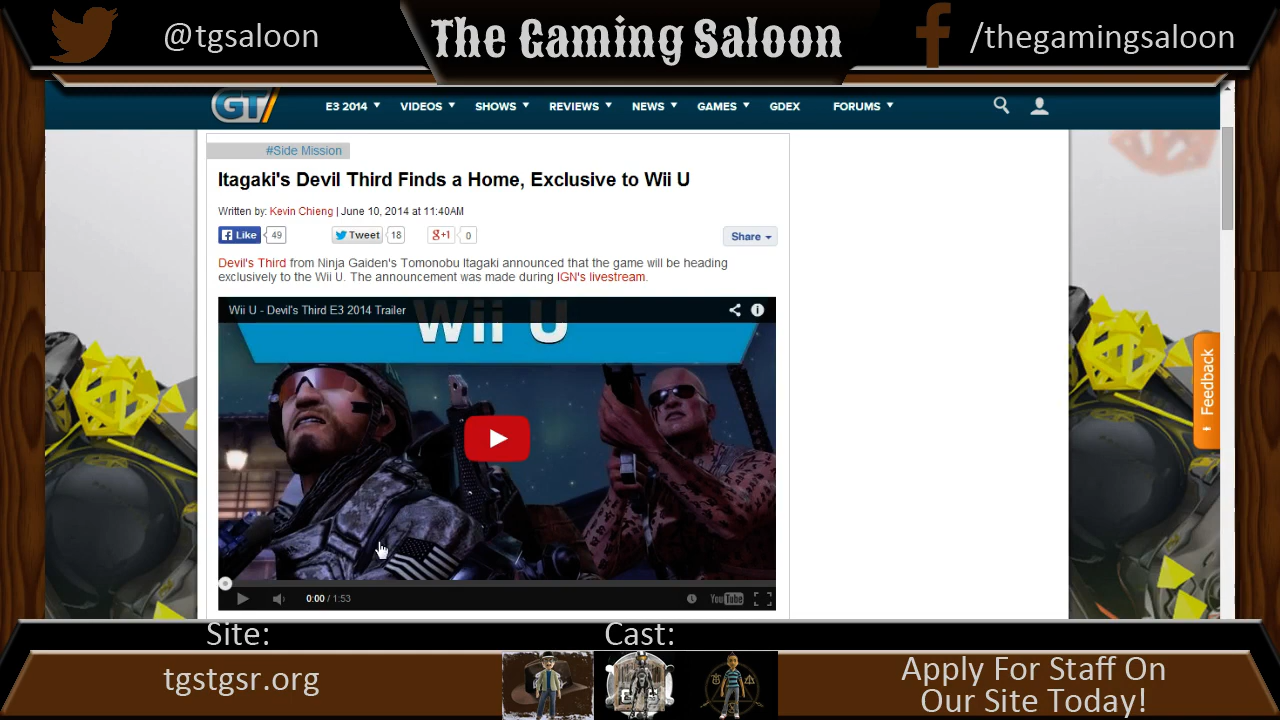 @tgsaloon
The Gaming Saloon
/thegamingsaloon
GT
E3 2014 VIDEOS SHOWS REVIEWS NEWS GAMES GDEX FORUMS
#Side Mission
Itagaki's Devil Third Finds a Home, Exclusive to Wii U
Written by: Kevin Chieng | June 10, 2014 at 11:40AM
Like 49 Tweet 18 g+1 0 Share
Devil's Third from Ninja Gaiden's Tomonobu Itagaki announced that the game will be heading
exclusively to the Wii U. The announcement was made during IGN's livestream.
Wii U - Devil's Third E3 2014 Trailer
Wii U
Feedback
0:00 / 1:53
YouTube
Site:
Cast:
tgstgsr.org
Apply For Staff On
Our Site Today!